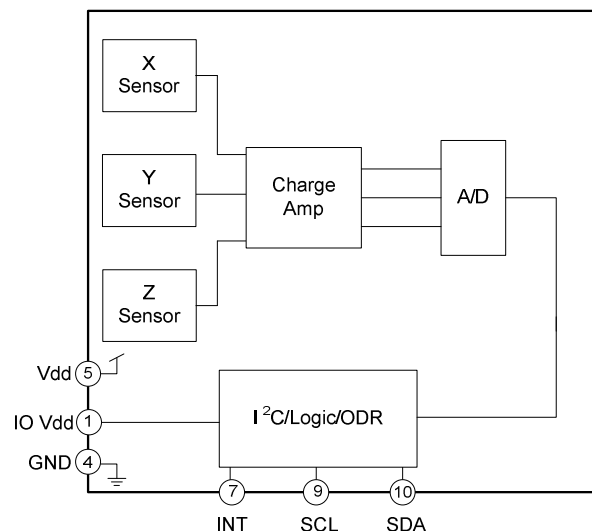 X
Sensor
Y
Sensor
Charge
Amp
A/D
Z
Sensor
Vdd 5
IO Vdd 1
I²C/Logic/ODR
GND 4
7 9 10
INT SCL SDA